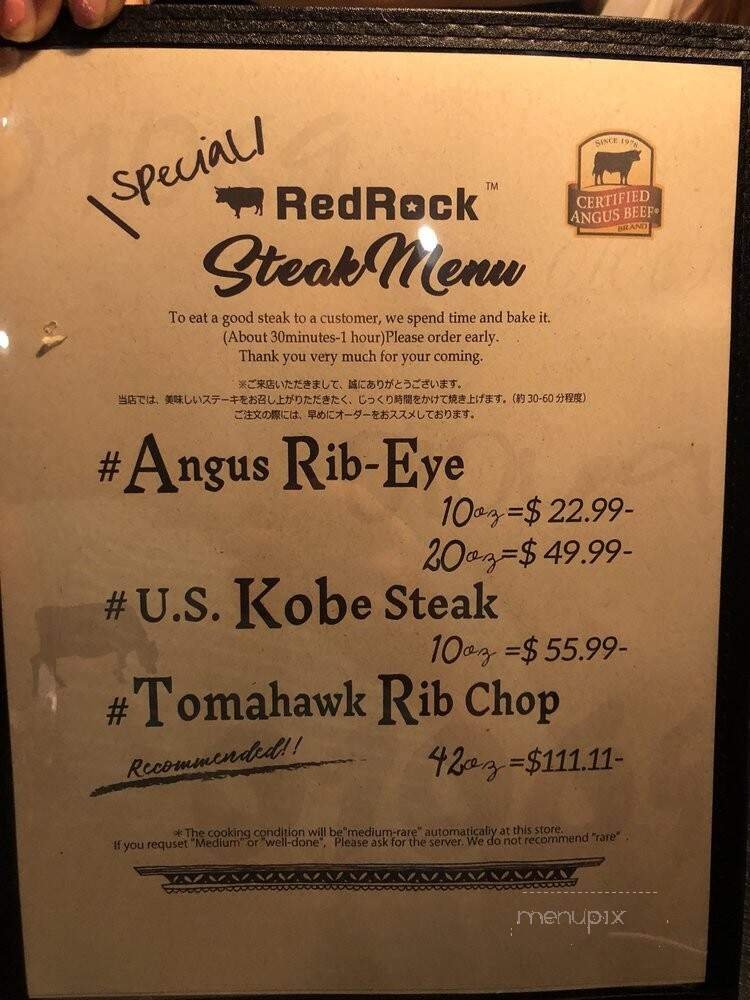 \ special /
RedRock™
Steak Menu
SINCE 1978
CERTIFIED
ANGUS BEEF®
BRAND
To eat a good steak to a customer, we spend time and bake it.
(About 30minutes-1 hour)Please order early.
Thank you very much for your coming.
※ご来店いただきまして、誠にありがとうございます。
当店では、美味しいステーキをお召し上がりただきたく、じっくり時間をかけて焼き上げます。(約 30-60 分程度)
ご注文の際には、早めにオーダーをおススメしております。
#Angus Rib-Eye
10oz=$ 22.99-
20oz=$ 49.99-
#U.S. Kobe Steak
10oz =$ 55.99-
#Tomahawk Rib Chop
Recommended!!
42oz =$111.11-
*The cooking condition will be"medium-rare" automatically at this store.
If you requset "Medium" or "well-done", Please ask for the server. We do not recommend "rare" .
menupix